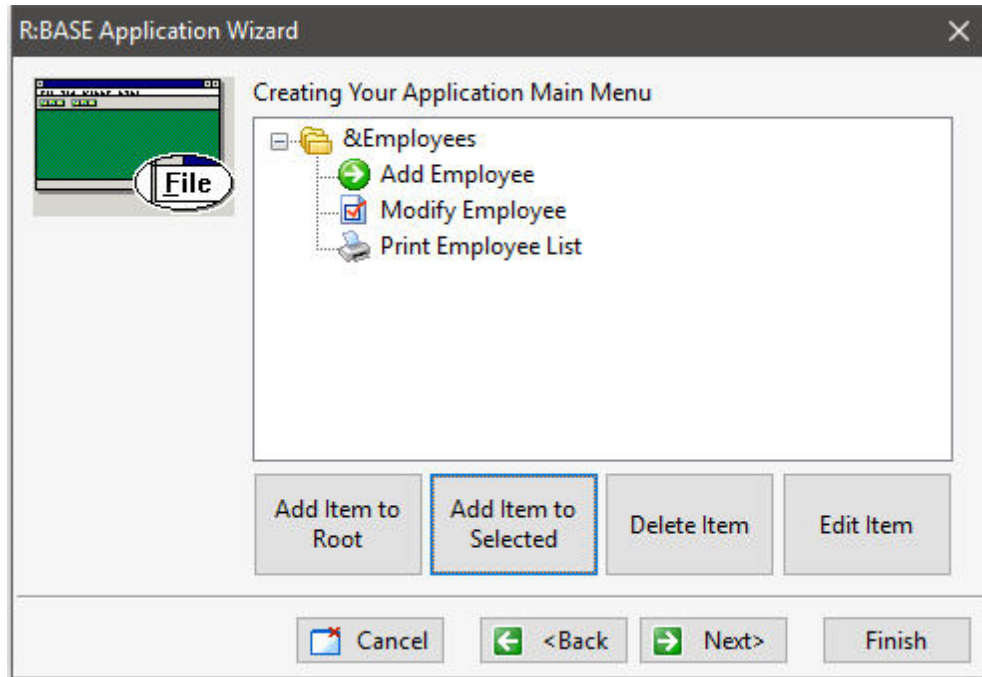 R:BASE Application Wizard
Creating Your Application Main Menu
&Employees
Add Employee
Modify Employee
Print Employee List
File
Add Item to
Root
Add Item to
Selected
Delete Item
Edit Item
Cancel
<Back
Next>
Finish